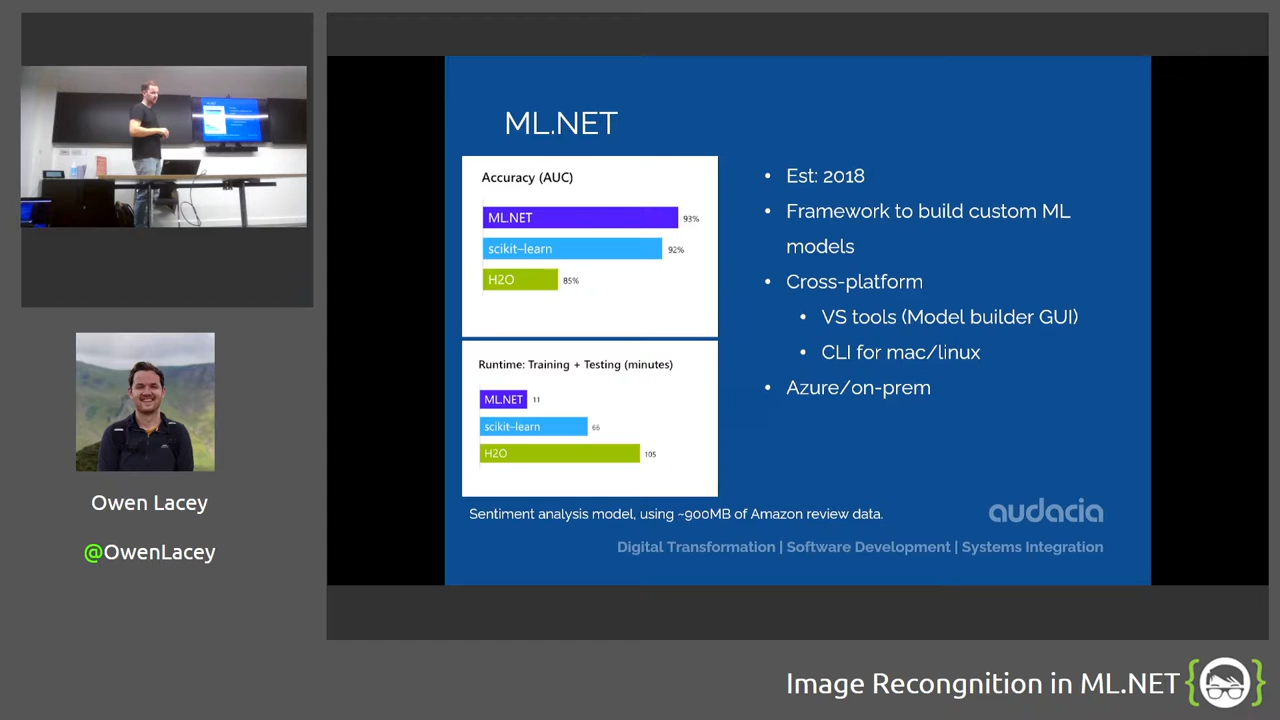 ML.NET
Accuracy (AUC)
ML.NET 93%
scikit-learn 92%
H2O 85%
Runtime: Training + Testing (minutes)
ML.NET 11
scikit-learn 66
H2O 105
Sentiment analysis model, using ~900MB of Amazon review data.
• Est: 2018
• Framework to build custom ML
models
• Cross-platform
• VS tools (Model builder GUI)
• CLI for mac/linux
• Azure/on-prem
audacia
Digital Transformation | Software Development | Systems Integration
Owen Lacey
@OwenLacey
Image Recongnition in ML.NET